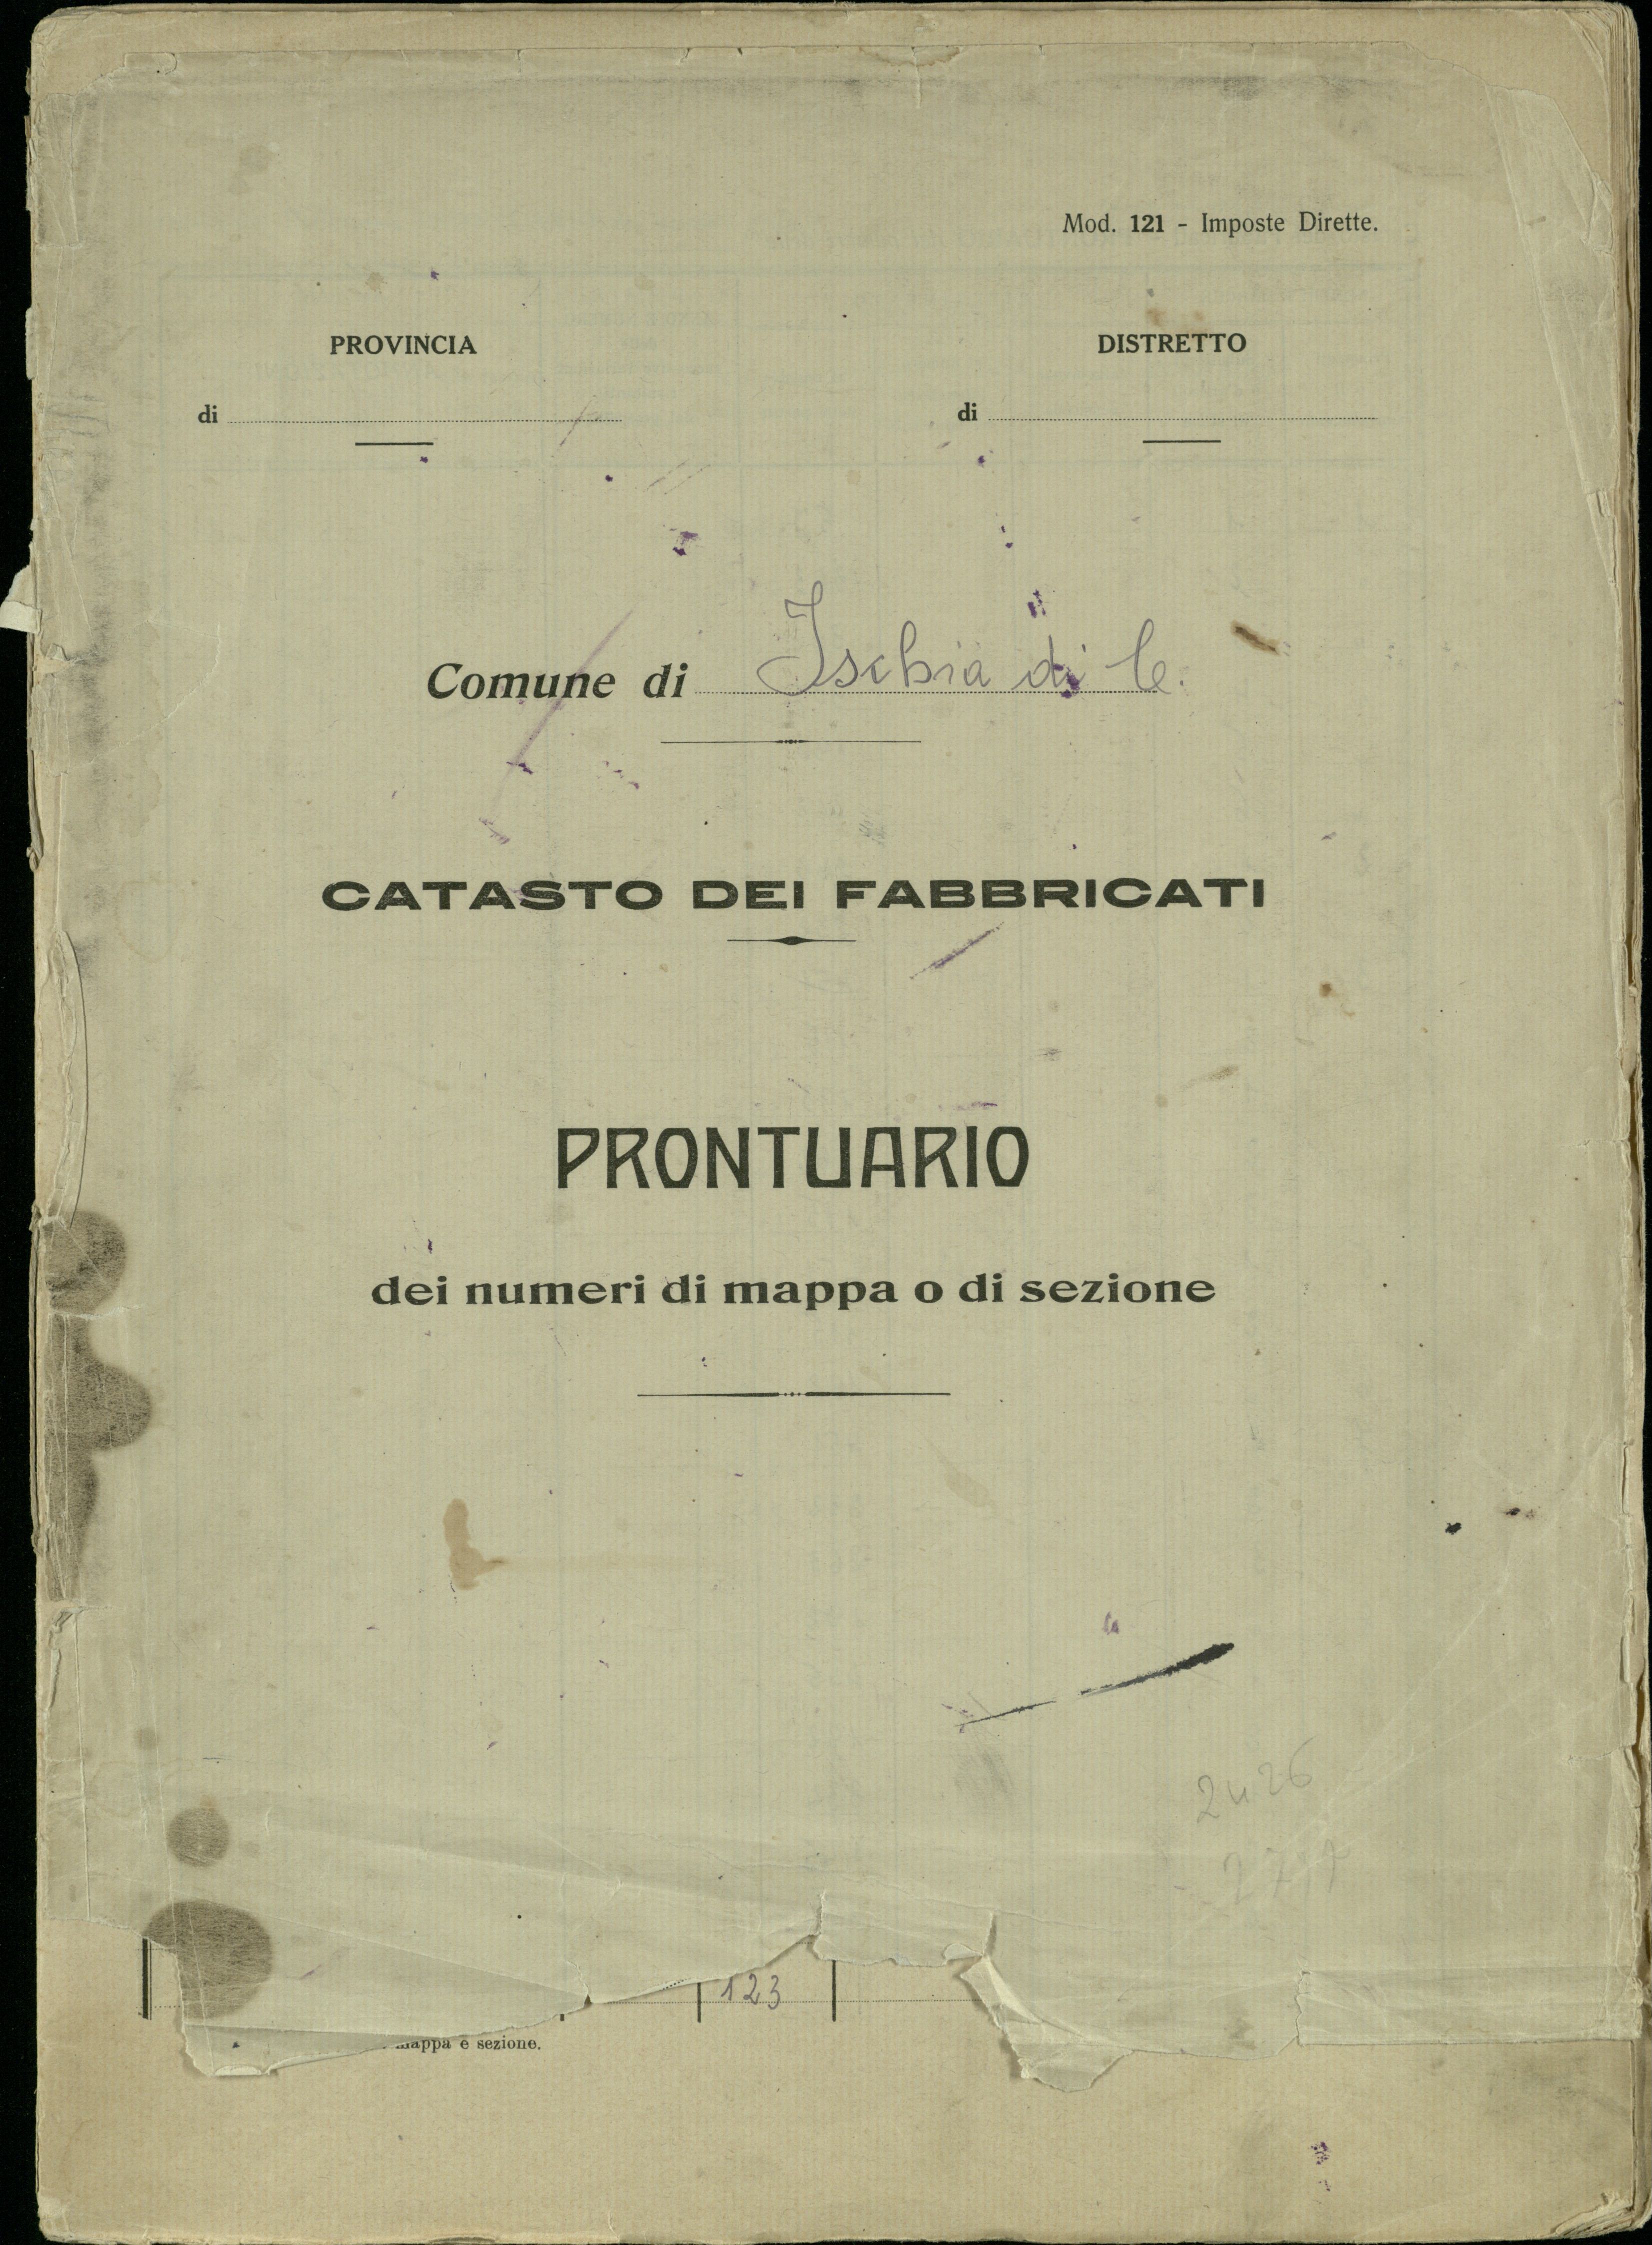 Mod. 121 - Imposte Dirette.
PROVINCIA
DISTRETTO
di
di
Comune di Ischia di C.
CATASTO DEI FABBRICATI
PRONTUARIO
dei numeri di mappa o di sezione
2426
123
mappa e sezione.